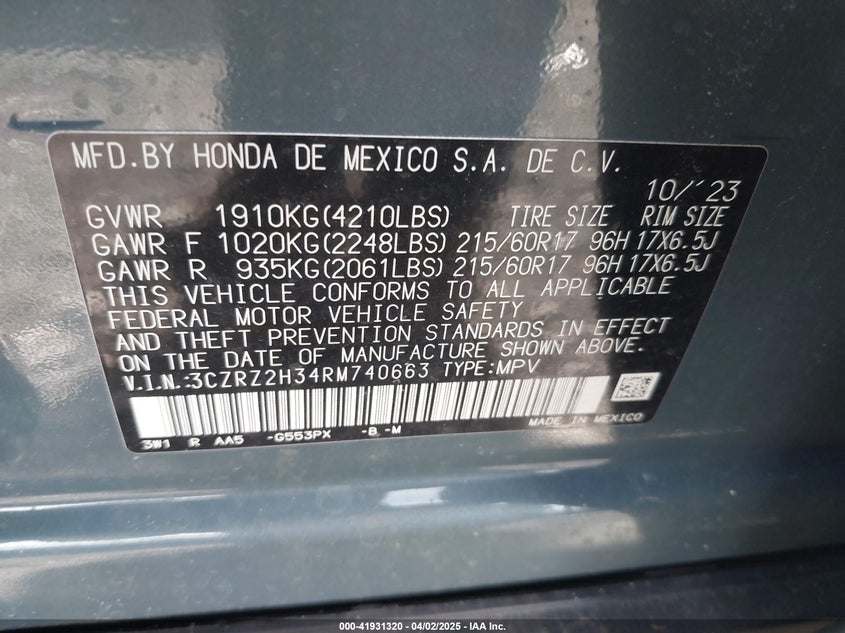 MFD.BY HONDA DE MEXICO S.A. DE C.V.
10/'23
GVWR 1910KG(4210LBS) TIRE SIZE RIM SIZE
GAWR F 1020KG(2248LBS) 215/60R17 96H 17X6.5J
GAWR R 935KG(2061LBS) 215/60R17 96H 17X6.5J
THIS VEHICLE CONFORMS TO ALL APPLICABLE
FEDERAL MOTOR VEHICLE SAFETY
AND THEFT PREVENTION STANDARDS IN EFFECT
ON THE DATE OF MANUFACTURE SHOWN ABOVE.
V.I.N.:3CZRZ2H34RM740663 TYPE:MPV
3W1 R AA5 -G553PX -B -M
MADE IN MEXICO
000-41931320 04/02/2025 - IAA Inc.